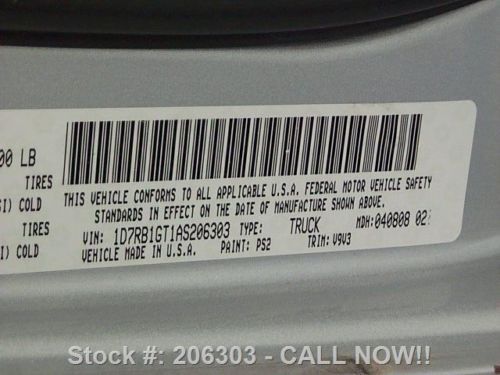 00 LB
TIRES
SI) COLD
TIRES
SI) COLD
THIS VEHICLE CONFORMS TO ALL APPLICABLE U.S.A. FEDERAL MOTOR VEHICLE SAFETY
STANDARDS IN EFFECT ON THE DATE OF MANUFACTURE SHOWN ABOVE.
VIN: 1D7RB1GT1AS206303 TYPE: TRUCK MDH: 040808 02
VEHICLE MADE IN U.S.A. PAINT: PS2 TRIM: V9V3
Stock #: 206303 - CALL NOW!!